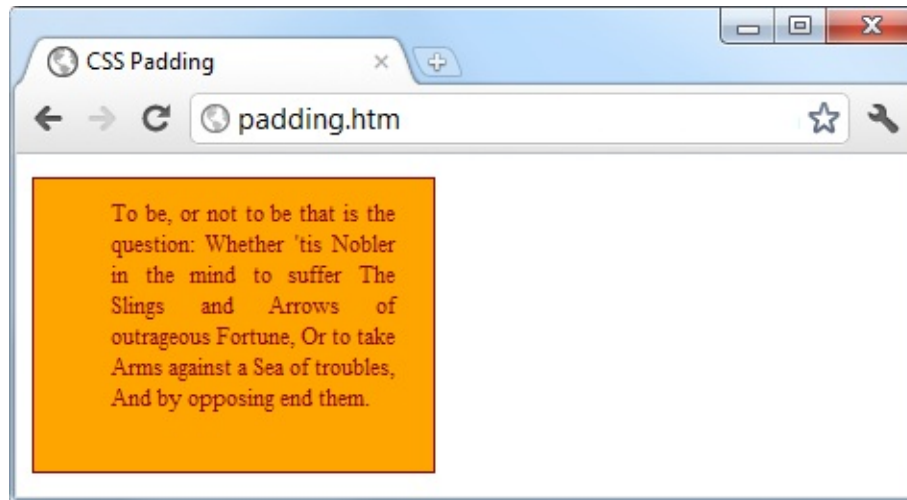 CSS Padding
padding.htm
To be, or not to be that is the
question: Whether 'tis Nobler
in the mind to suffer The
Slings and Arrows of
outrageous Fortune, Or to take
Arms against a Sea of troubles,
And by opposing end them.